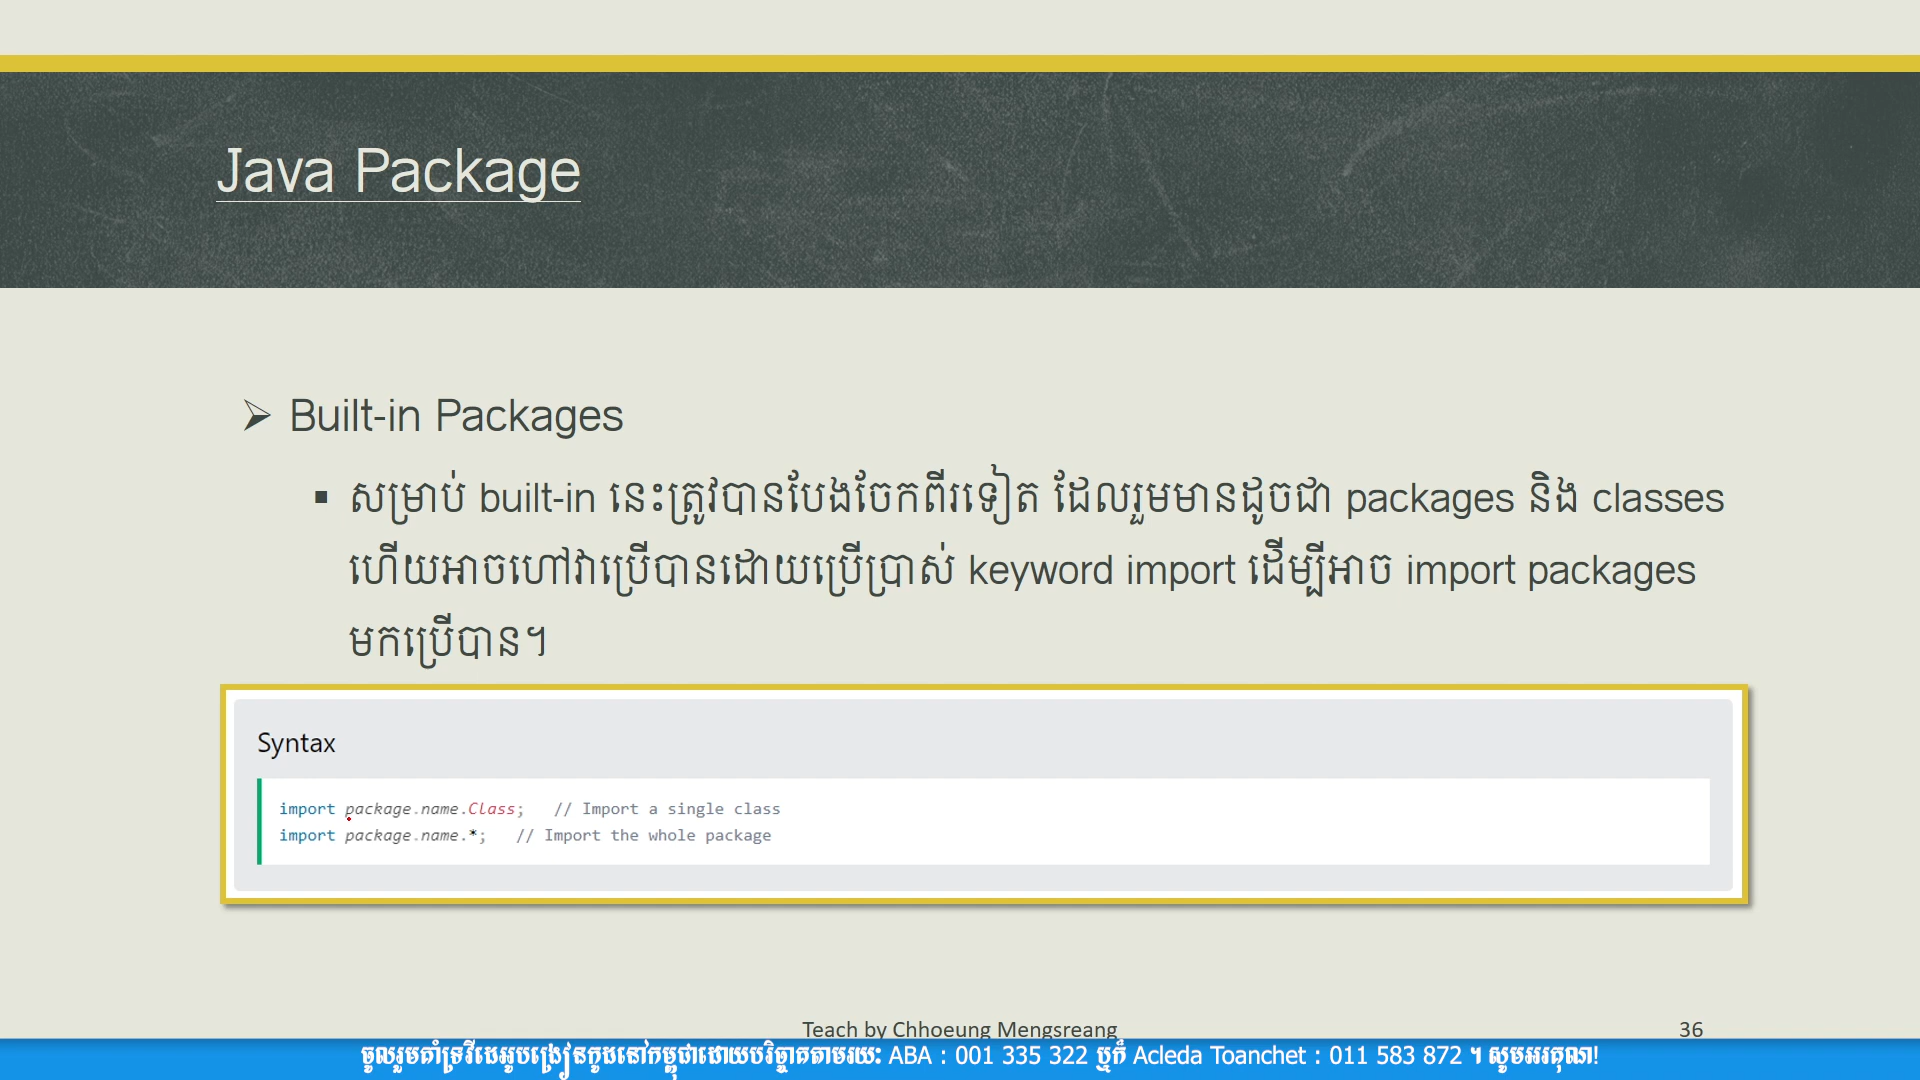 Java Package
➢ Built-in Packages
▪ សម្រាប់ built-in នេះត្រូវបានបែងចែកពីរទៀត ដែលរួមមានដូចជា packages និង classes
ហើយអាចហៅវាប្រើបានដោយប្រើប្រាស់ keyword import ដើម្បីអាច import packages
មកប្រើបាន។
Syntax
import package.name.Class;   // Import a single class
import package.name.*;   // Import the whole package
Teach by Chhoeung Mengsreang
36
ចូលរួមគាំទ្រវីដេអូបង្រៀនកូដនៅកម្ពុជាដោយបរិច្ចាគតាមរយៈ ABA : 001 335 322 ឬក៏ Acleda Toanchet : 011 583 872 ។ សូមអរគុណ!